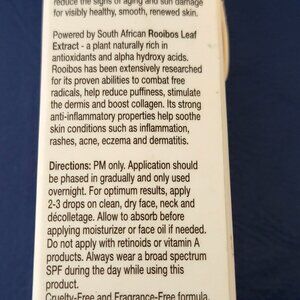 reduce the signs of aging and sun damage
for visibly healthy, smooth, renewed skin.
Powered by South African Rooibos Leaf
Extract - a plant naturally rich in
antioxidants and alpha hydroxy acids.
Rooibos has been extensively researched
for its proven abilities to combat free
radicals, help reduce puffiness, stimulate
the dermis and boost collagen. Its strong
anti-inflammatory properties help soothe
skin conditions such as inflammation,
rashes, acne, eczema and dermatitis.
Directions: PM only. Application should
be phased in gradually and only used
overnight. For optimum results, apply
2-3 drops on clean, dry face, neck and
décolletage. Allow to absorb before
applying moisturizer or face oil if needed.
Do not apply with retinoids or vitamin A
products. Always wear a broad spectrum
SPF during the day while using this
product.
Cruelty-Free and Fragrance-Free formula.